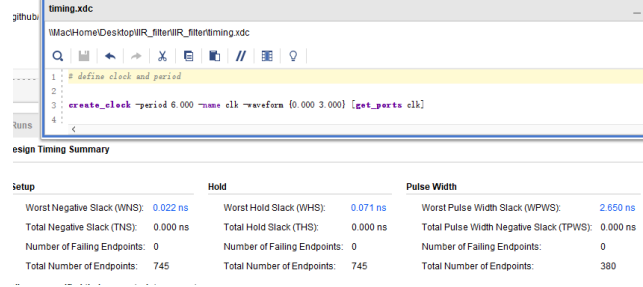 timing.xdc
github/
\\Mac\Home\Desktop\IIR_filter\IIR_filter\timing.xdc
1 # define clock and period
2
3 create_clock -period 6.000 -name clk -waveform {0.000 3.000} [get_ports clk]
4
Runs
esign Timing Summary
Setup Hold Pulse Width
Worst Negative Slack (WNS): 0.022 ns Worst Hold Slack (WHS): 0.071 ns Worst Pulse Width Slack (WPWS): 2.650 ns
Total Negative Slack (TNS): 0.000 ns Total Hold Slack (THS): 0.000 ns Total Pulse Width Negative Slack (TPWS): 0.000 ns
Number of Failing Endpoints: 0 Number of Failing Endpoints: 0 Number of Failing Endpoints: 0
Total Number of Endpoints: 745 Total Number of Endpoints: 745 Total Number of Endpoints: 380